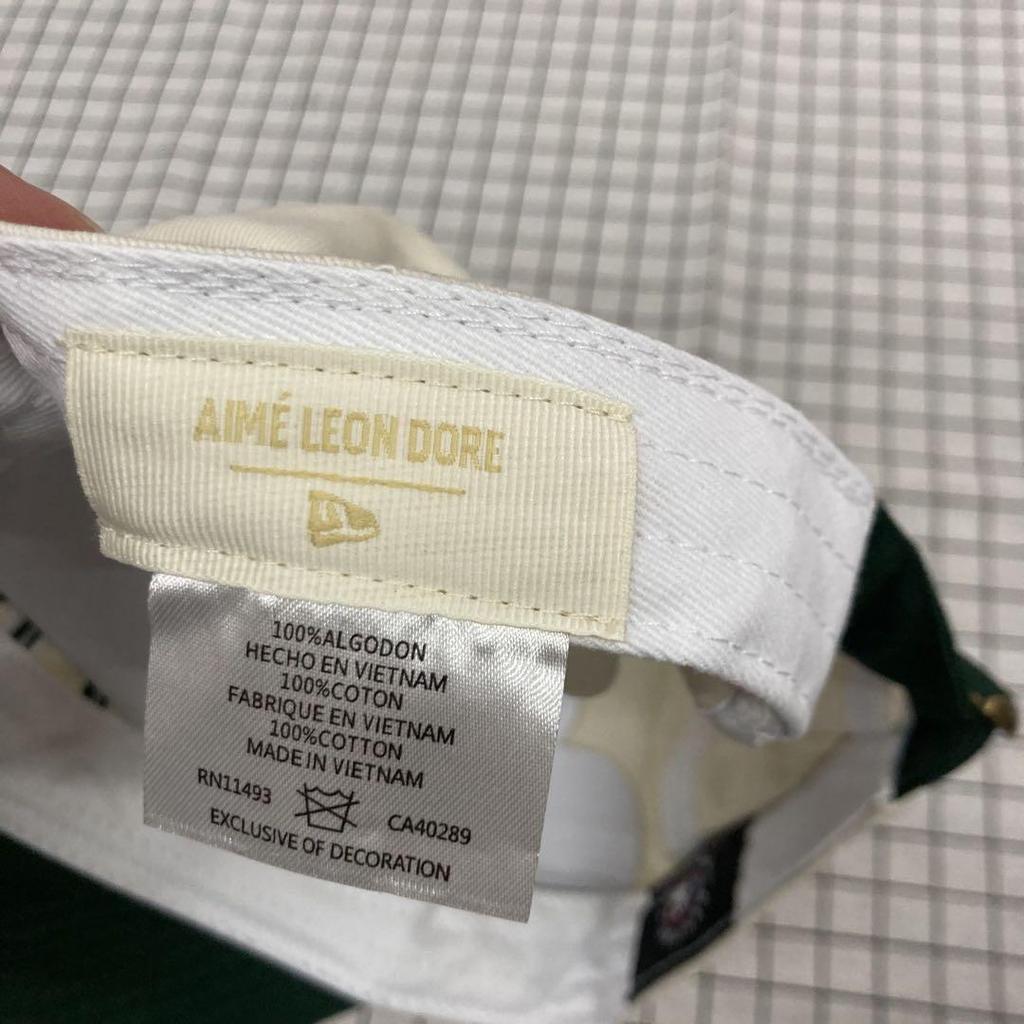 AIMÉ LEON DORE
100%ALGODON
HECHO EN VIETNAM
100%COTON
FABRIQUE EN VIETNAM
100%COTTON
MADE IN VIETNAM
RN11493 CA40289
EXCLUSIVE OF DECORATION